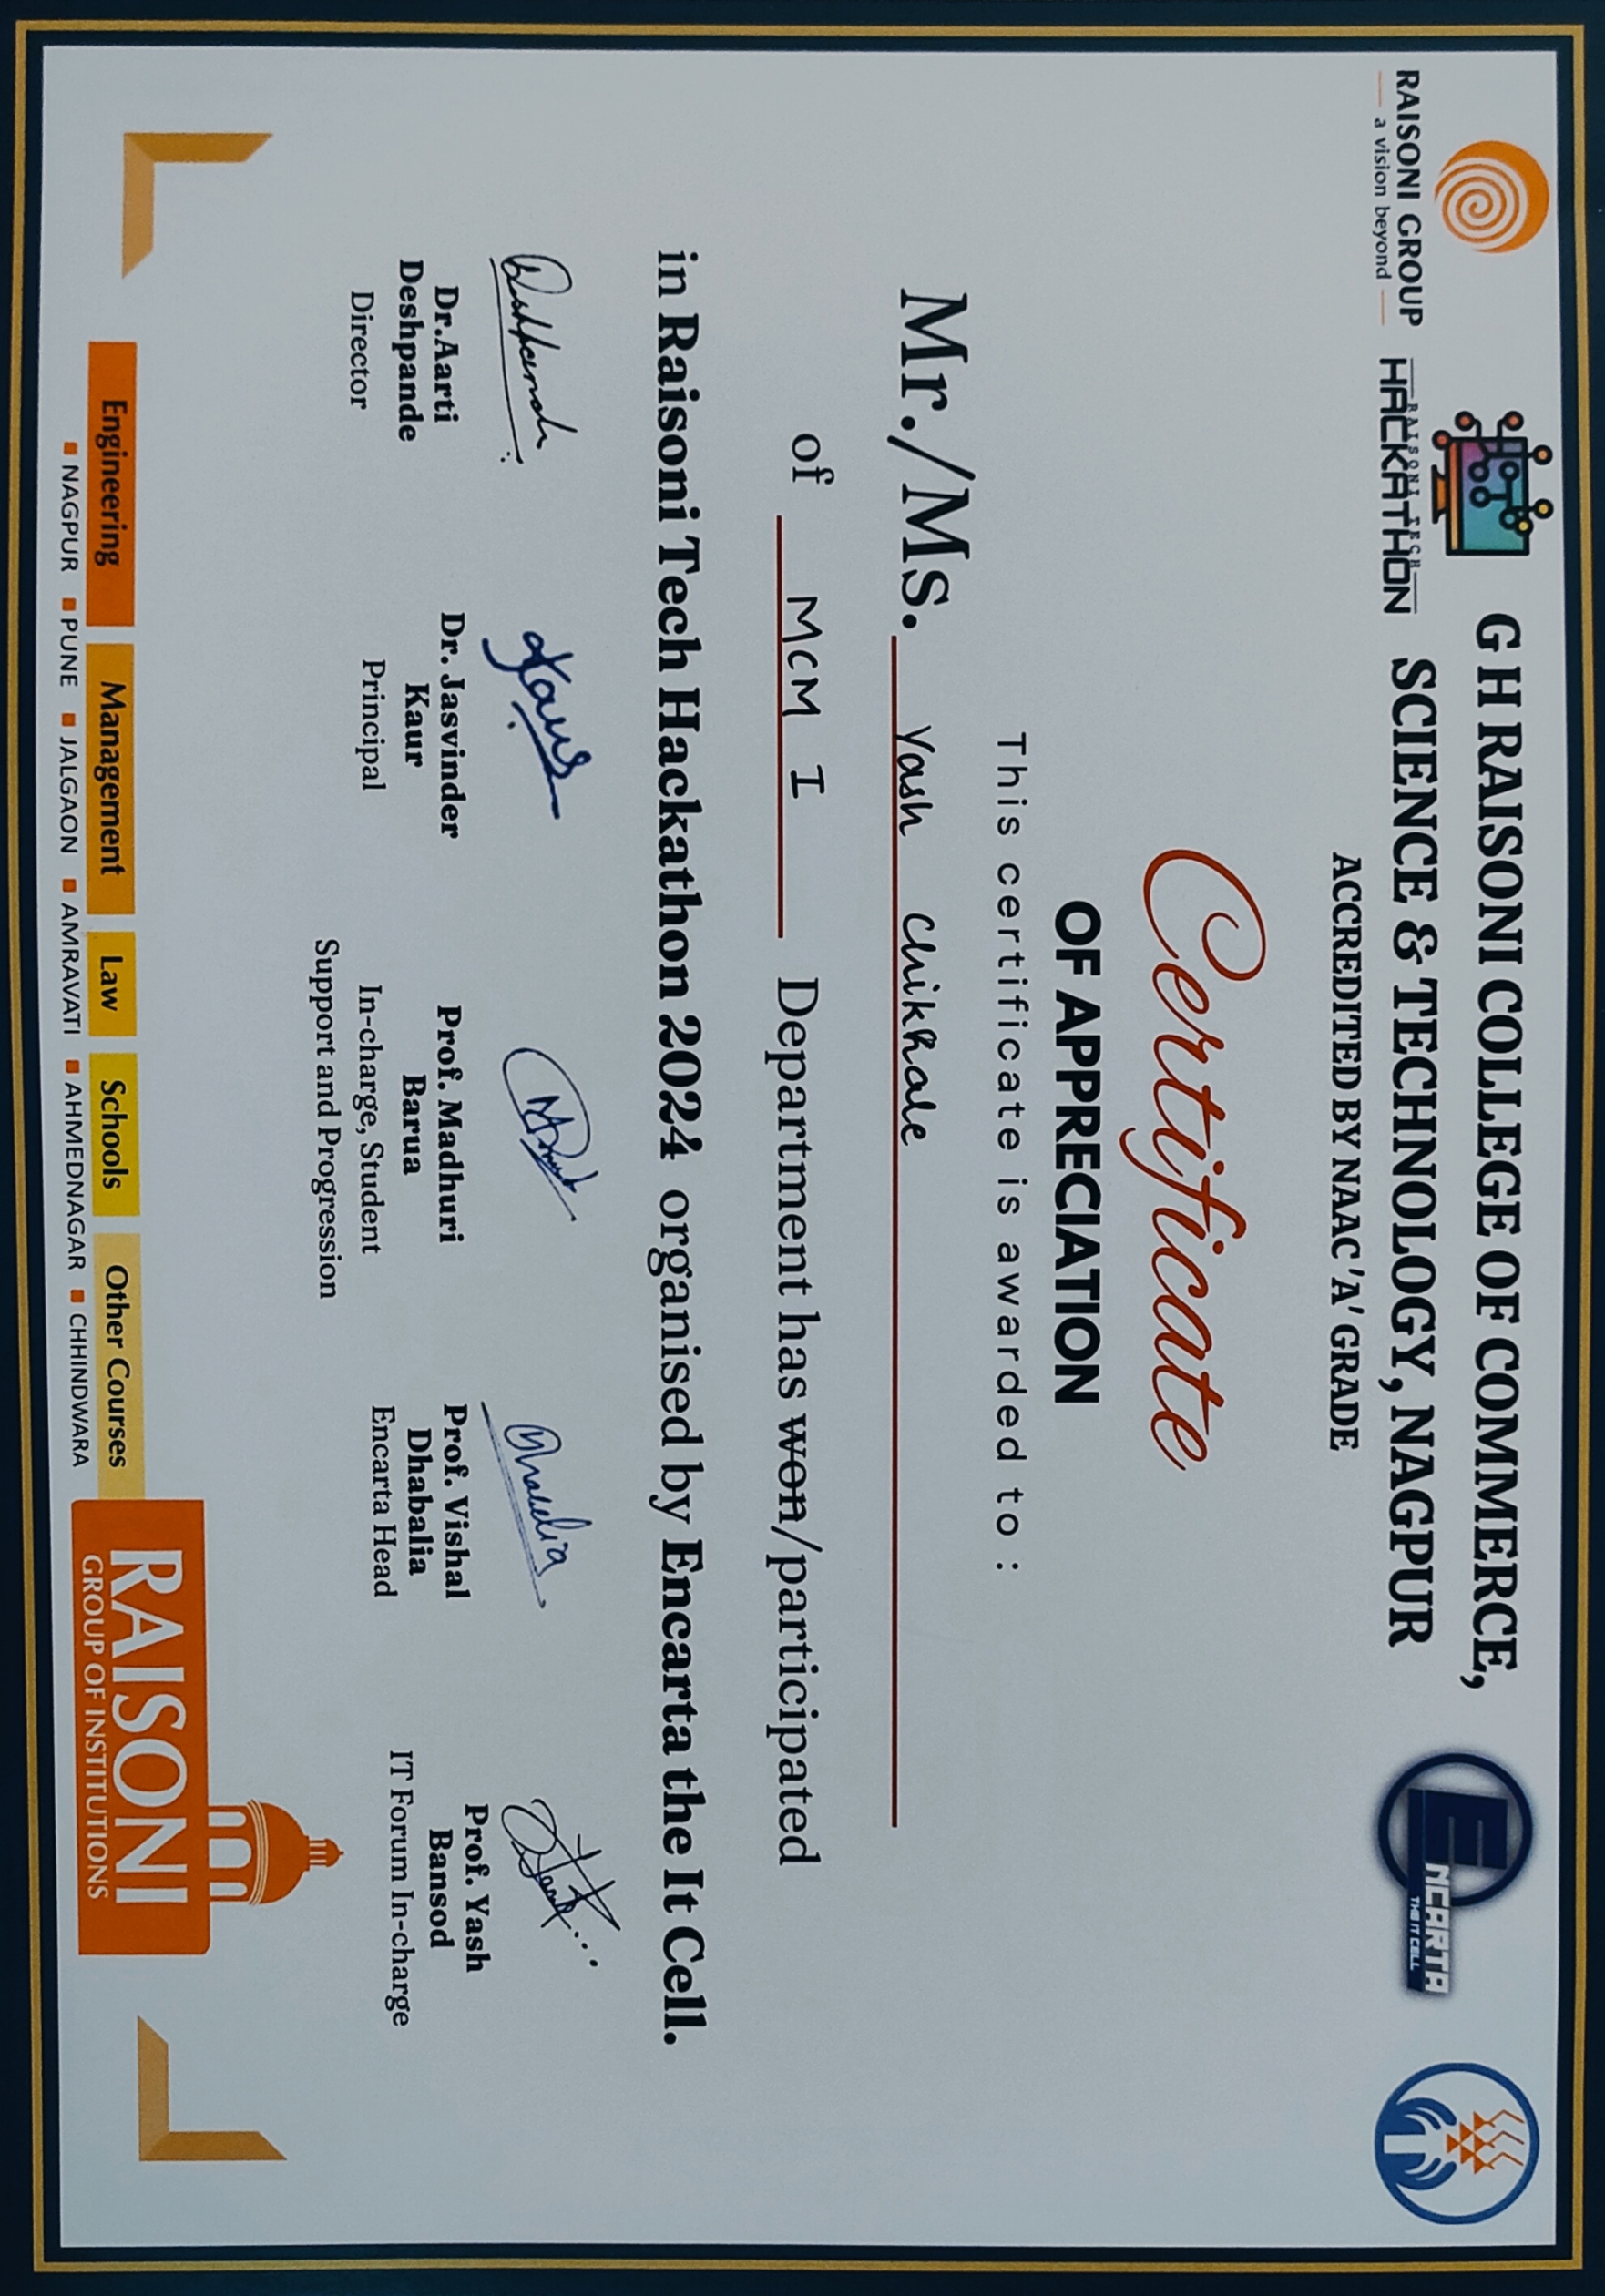 RAISONI GROUP
a vision beyond
RAISONI TECH
HACKATHON
G H RAISONI COLLEGE OF COMMERCE,
SCIENCE & TECHNOLOGY, NAGPUR
ACCREDITED BY NAAC 'A' GRADE
ENCARTA
THE IT CELL
Certificate
OF APPRECIATION
This certificate is awarded to :
Mr./Ms. Yash Chikhale
of MCM I Department has won/participated
in Raisoni Tech Hackathon 2024 organised by Encarta the It Cell.
Dr.Aarti
Deshpande
Director
Dr. Jasvinder
Kaur
Principal
Prof. Madhuri
Barua
In-charge, Student
Support and Progression
Prof. Vishal
Dhabalia
Encarta Head
Prof. Yash
Bansod
IT Forum In-charge
Engineering Management Law Schools Other Courses
NAGPUR PUNE JALGAON AMRAVATI AHMEDNAGAR CHHINDWARA
RAISONI
GROUP OF INSTITUTIONS